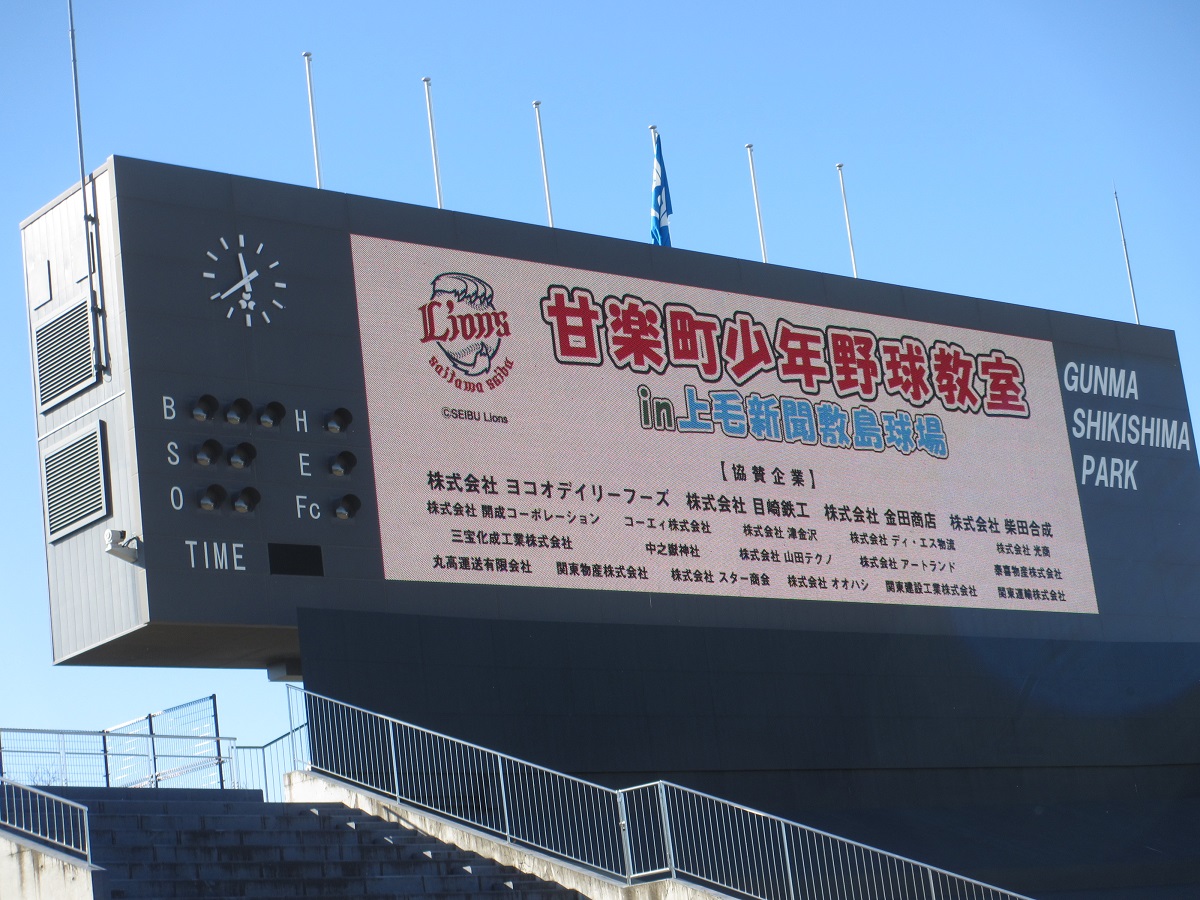 Lions
Saitama Seibu
©SEIBU Lions
甘楽町少年野球教室
in上毛新聞敷島球場
【協賛企業】
株式会社 ヨコオデイリーフーズ 株式会社 目崎鉄工 株式会社 金田商店 株式会社 柴田合成
株式会社 開成コーポレーション コーエィ株式会社 株式会社 津金沢 株式会社 ディ・エス物流 株式会社 光商
三宝化成工業株式会社 中之嶽神社 株式会社 山田テクノ 株式会社 アートランド 泰喜物産株式会社
丸高運送有限会社 関東物産株式会社 株式会社 スター商会 株式会社 オオハシ 関東建設工業株式会社 関東運輸株式会社
B H
S E
O Fc
TIME
GUNMA
SHIKISHIMA
PARK